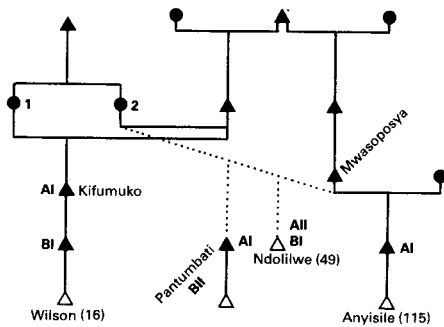 1
2
Mwasoposya
AI Kifumuko
AII
BI AI BI AI
Pantumbati
BII
Ndolilwe (49)
Wilson (16)
Anyisile (115)